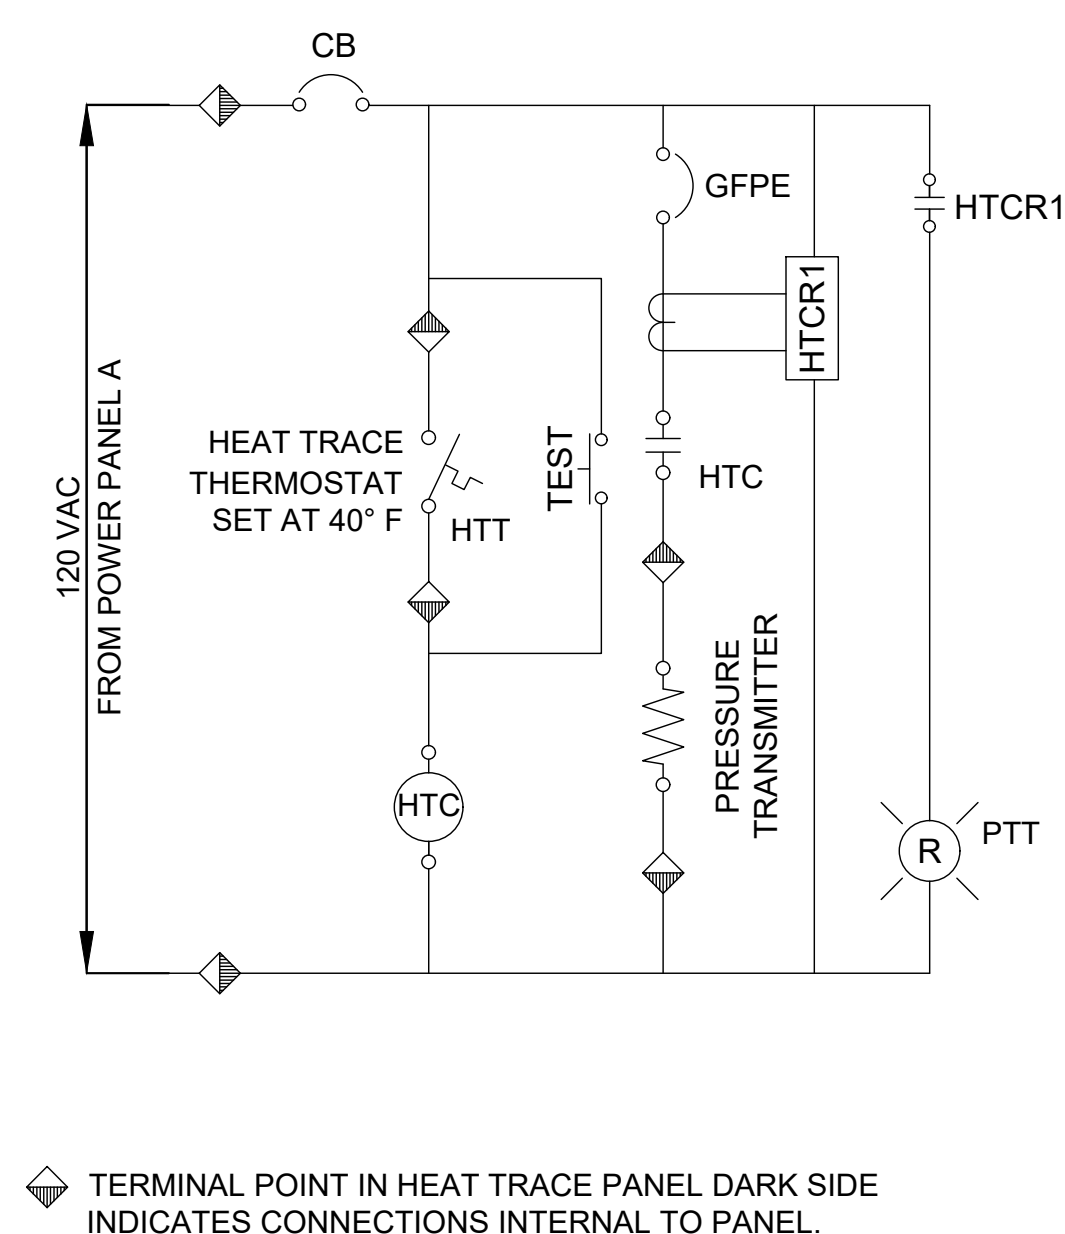 CB
GFPE
HTCR1
HTCR1
120 VAC
FROM POWER PANEL A
HEAT TRACE
THERMOSTAT
SET AT 40° F
HTT
TEST
HTC
PRESSURE
TRANSMITTER
HTC
R
PTT
TERMINAL POINT IN HEAT TRACE PANEL DARK SIDE
INDICATES CONNECTIONS INTERNAL TO PANEL.